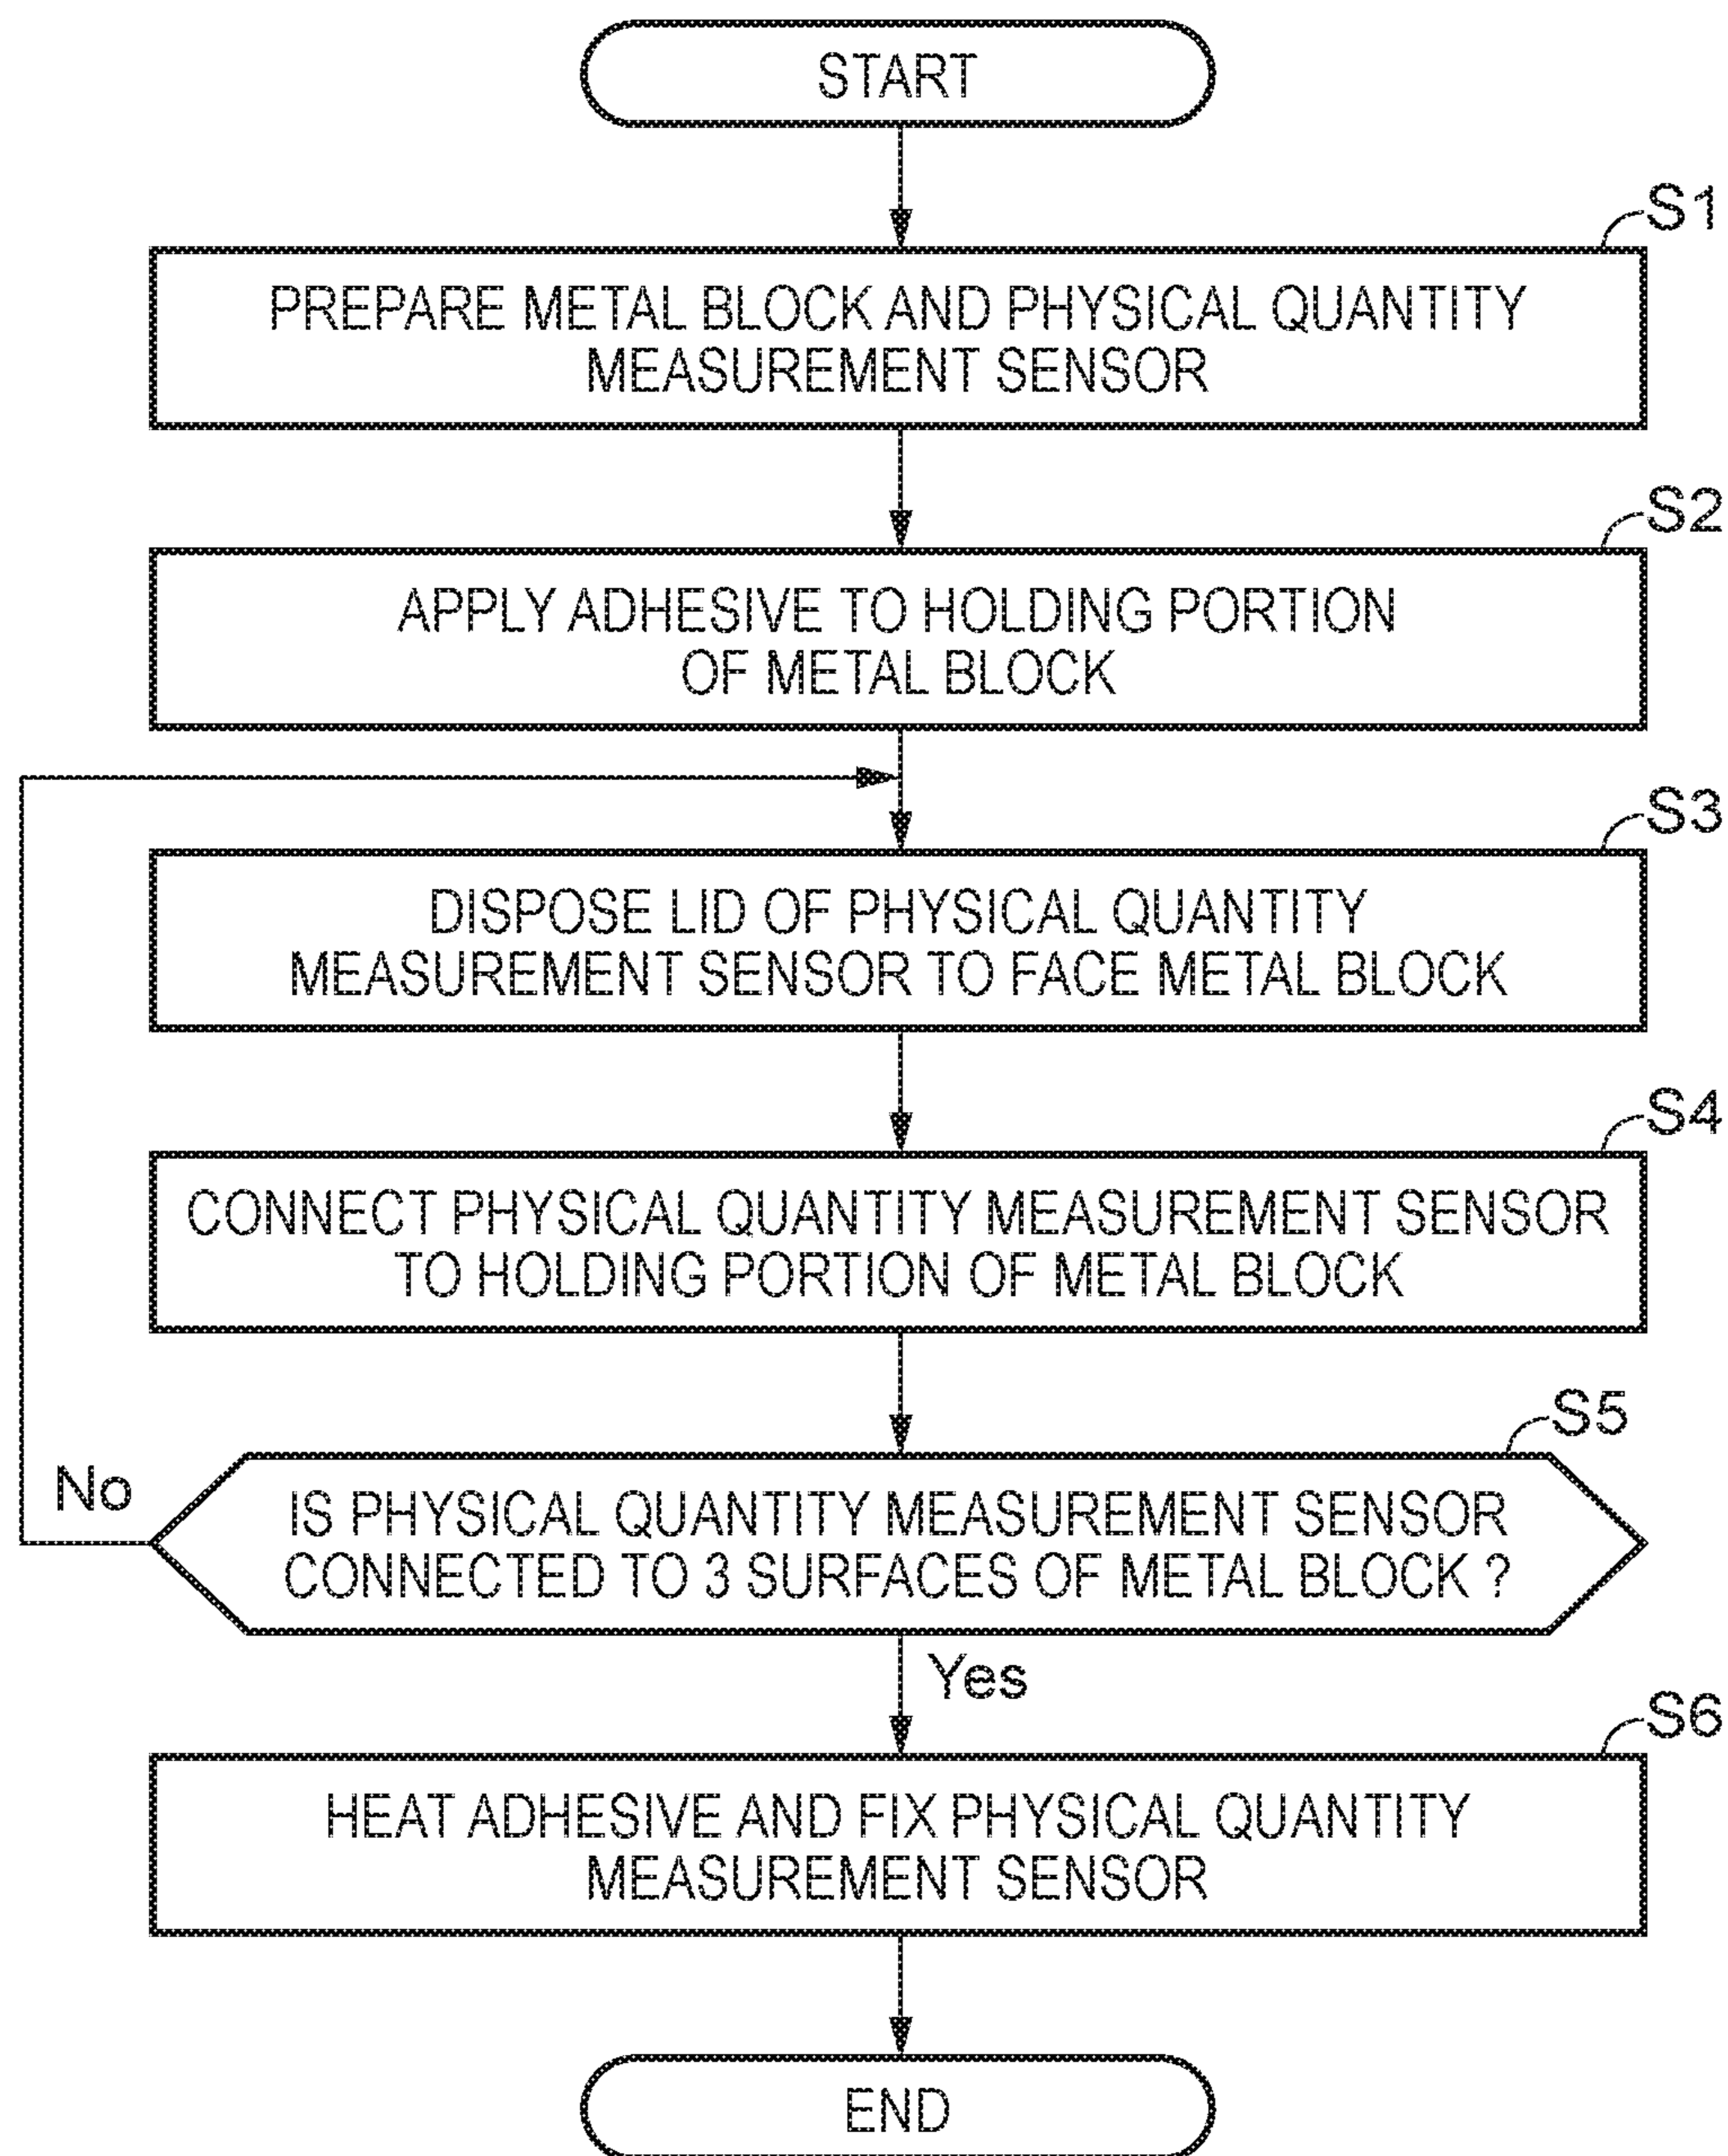 START
S1
PREPARE METAL BLOCK AND PHYSICAL QUANTITY
MEASUREMENT SENSOR
S2
APPLY ADHESIVE TO HOLDING PORTION
OF METAL BLOCK
S3
DISPOSE LID OF PHYSICAL QUANTITY
MEASUREMENT SENSOR TO FACE METAL BLOCK
S4
CONNECT PHYSICAL QUANTITY MEASUREMENT SENSOR
TO HOLDING PORTION OF METAL BLOCK
S5
No
IS PHYSICAL QUANTITY MEASUREMENT SENSOR
CONNECTED TO 3 SURFACES OF METAL BLOCK ?
Yes
S6
HEAT ADHESIVE AND FIX PHYSICAL QUANTITY
MEASUREMENT SENSOR
END